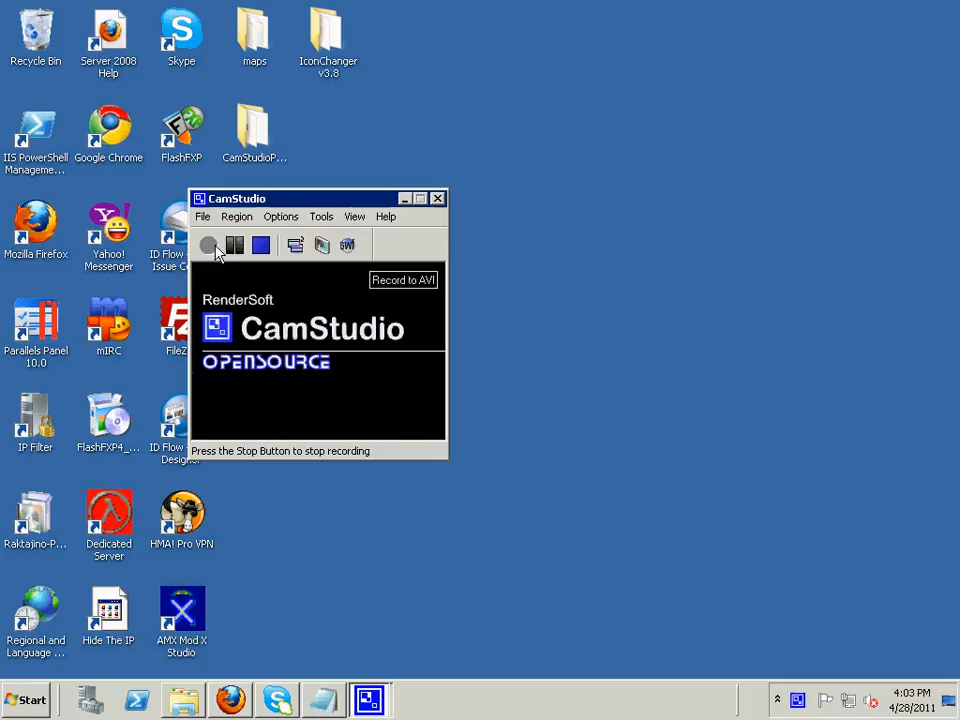 Recycle Bin
Server 2008
Help
Skype
maps
IconChanger
v3.8
IIS PowerShell
Manageme...
Google Chrome
FlashFXP
CamStudioP...
Mozilla Firefox
Yahoo!
Messenger
ID Flow
Issue Co
Parallels Panel
10.0
mIRC
FileZ
IP Filter
FlashFXP4_...
ID Flow -
Designer
Raktajino-P...
Dedicated
Server
HMA! Pro VPN
Regional and
Language ...
Hide The IP
AMX Mod X
Studio
CamStudio
File Region Options Tools View Help
SWF
Record to AVI
RenderSoft
CamStudio
OPENSOURCE
Press the Stop Button to stop recording
Start
4:03 PM
4/28/2011